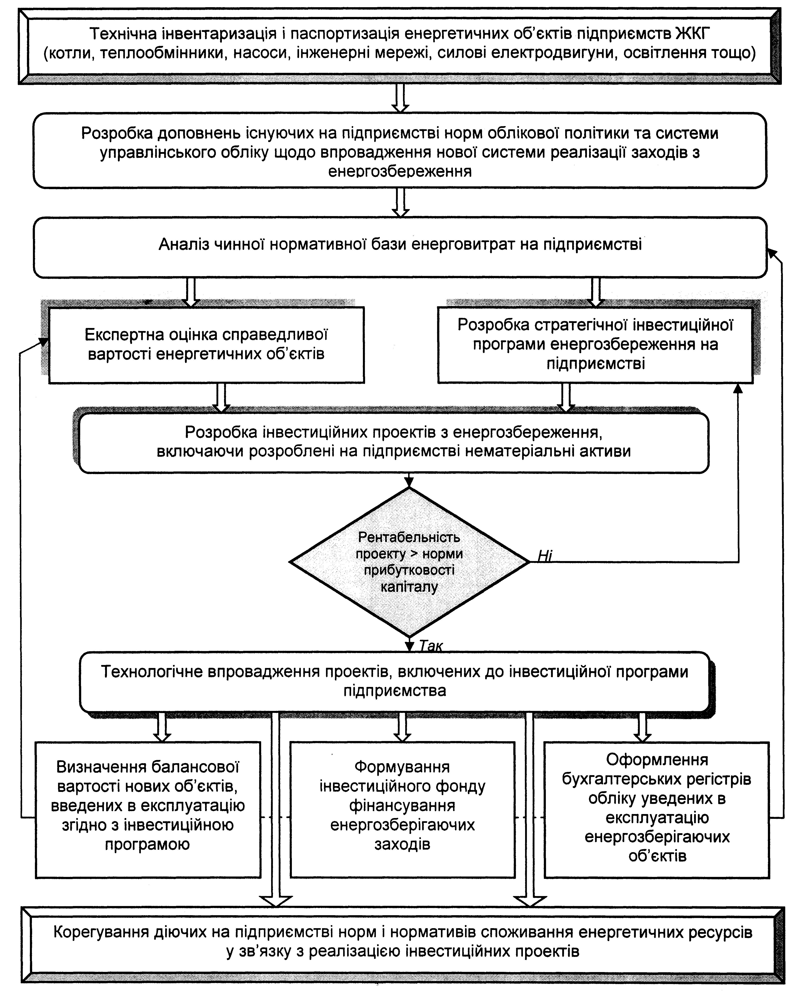 Технічна інвентаризація і паспортизація енергетичних об'єктів підприємств ЖКГ
(котли, теплообмінники, насоси, інженерні мережі, силові електродвигуни, освітлення тощо)
Розробка доповнень існуючих на підприємстві норм облікової політики та системи
управлінського обліку щодо впровадження нової системи реалізації заходів з
енергозбереження
Аналіз чинної нормативної бази енерговитрат на підприємстві
Експертна оцінка справедливої
вартості енергетичних об'єктів
Розробка стратегічної інвестиційної
програми енергозбереження на
підприємстві
Розробка інвестиційних проектів з енергозбереження,
включаючи розроблені на підприємстві нематеріальні активи
Рентабельність
проекту > норми
прибутковості
капіталу
Ні
Так
Технологічне впровадження проектів, включених до інвестиційної програми
підприємства
Визначення балансової
вартості нових об'єктів,
введених в експлуатацію
згідно з інвестиційною
програмою
Формування
інвестиційного фонду
фінансування
енергозберігаючих
заходів
Оформлення
бухгалтерських регістрів
обліку уведених в
експлуатацію
енергозберігаючих
об'єктів
Корегування діючих на підприємстві норм і нормативів споживання енергетичних ресурсів
у зв'язку з реалізацією інвестиційних проектів